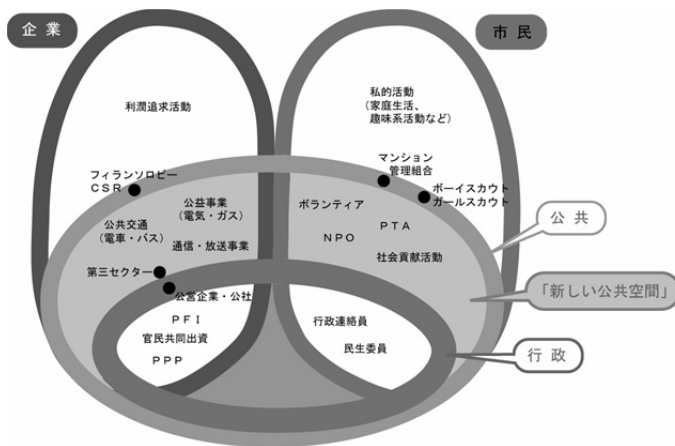 企業
市民
利潤追求活動
私的活動
(家庭生活、
趣味系活動など)
フィランソロピー
CSR
マンション
管理組合
ボーイスカウト
ガールスカウト
公益事業
(電気・ガス)
公共交通
(電車・バス)
通信・放送事業
ボランティア
PTA
NPO
社会貢献活動
公共
第三セクター
公営企業・公社
「新しい公共空間」
PFI
官民共同出資
PPP
行政連絡員
民生委員
行政